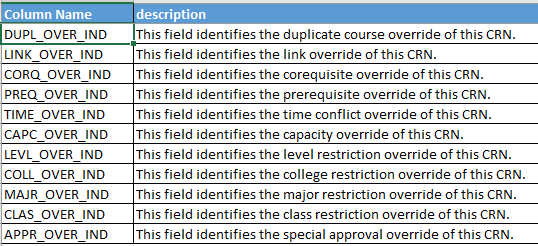 Column Name description
DUPL_OVER_IND This field identifies the duplicate course override of this CRN.
LINK_OVER_IND This field identifies the link override of this CRN.
CORQ_OVER_IND This field identifies the corequisite override of this CRN.
PREQ_OVER_IND This field identifies the prerequisite override of this CRN.
TIME_OVER_IND This field identifies the time conflict override of this CRN.
CAPC_OVER_IND This field identifies the capacity override of this CRN.
LEVL_OVER_IND This field identifies the level restriction override of this CRN.
COLL_OVER_IND This field identifies the college restriction override of this CRN.
MAJR_OVER_IND This field identifies the major restriction override of this CRN.
CLAS_OVER_IND This field identifies the class restriction override of this CRN.
APPR_OVER_IND This field identifies the special approval override of this CRN.